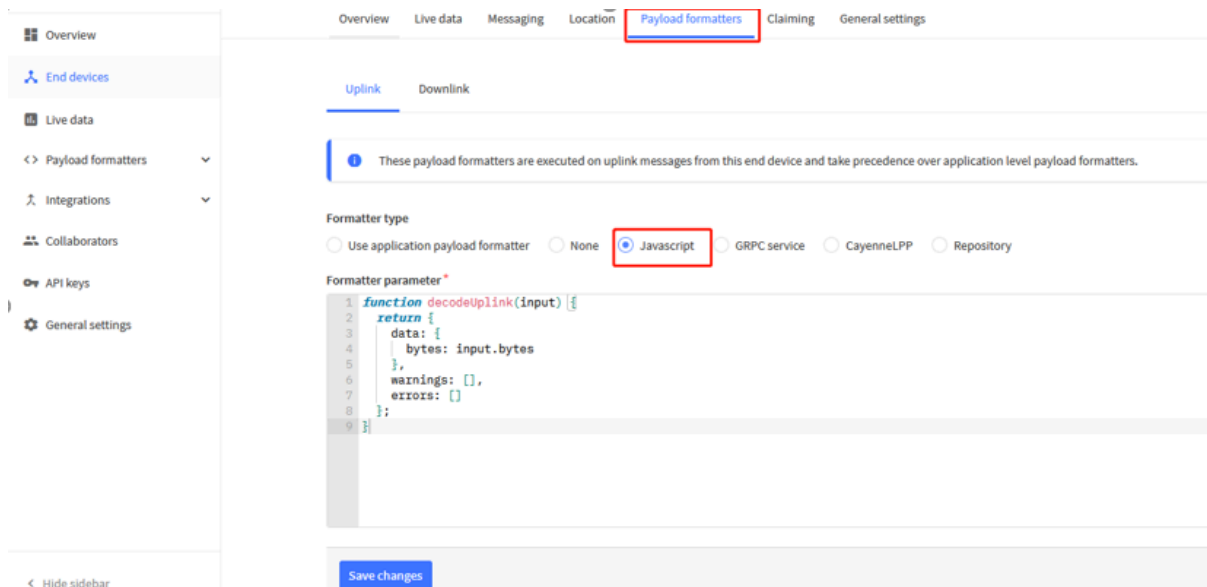 Overview
End devices
Live data
Payload formatters
Integrations
Collaborators
API keys
General settings
Hide sidebar
Overview Live data Messaging Location Payload formatters Claiming General settings
Uplink Downlink
These payload formatters are executed on uplink messages from this end device and take precedence over application level payload formatters.
Formatter type
Use application payload formatter None Javascript GRPC service CayenneLPP Repository
Formatter parameter*
1 function decodeUplink(input) {
2 return {
3 data: {
4 bytes: input.bytes
5 },
6 warnings: [],
7 errors: []
8 };
9 }
Save changes